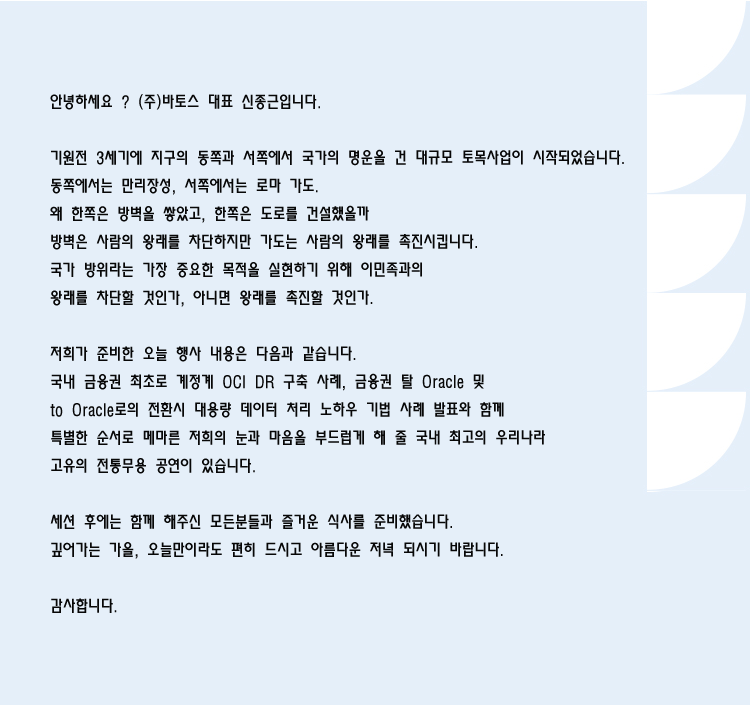 안녕하세요 ? (주)바토스 대표 신종근입니다.
기원전 3세기에 지구의 동쪽과 서쪽에서 국가의 명운을 건 대규모 토목사업이 시작되었습니다.
동쪽에서는 만리장성, 서쪽에서는 로마 가도.
왜 한쪽은 방벽을 쌓았고, 한쪽은 도로를 건설했을까
방벽은 사람의 왕래를 차단하지만 가도는 사람의 왕래를 촉진시킵니다.
국가 방위라는 가장 중요한 목적을 실현하기 위해 이민족과의
왕래를 차단할 것인가, 아니면 왕래를 촉진할 것인가.
저희가 준비한 오늘 행사 내용은 다음과 같습니다.
국내 금융권 최초로 계정계 OCI DR 구축 사례, 금융권 탈 Oracle 및
to Oracle로의 전환시 대용량 데이터 처리 노하우 기법 사례 발표와 함께
특별한 순서로 메마른 저희의 눈과 마음을 부드럽게 해 줄 국내 최고의 우리나라
고유의 전통무용 공연이 있습니다.
세션 후에는 함께 해주신 모든분들과 즐거운 식사를 준비했습니다.
깊어가는 가을, 오늘만이라도 편히 드시고 아름다운 저녁 되시기 바랍니다.
감사합니다.